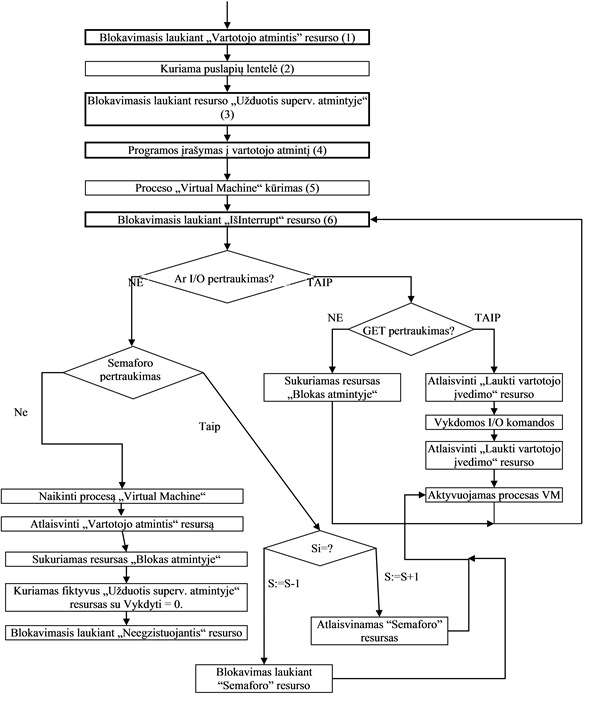 Blokavimasis laukiant „Vartotojo atmintis“ resurso (1)
Kuriama puslapių lentelė (2)
Blokavimasis laukiant resurso „Užduotis superv. atmintyje“
(3)
Programos įrašymas į vartotojo atmintį (4)
Proceso „Virtual Machine“ kūrimas (5)
Blokavimasis laukiant „IšInterrupt“ resurso (6)
Ar I/O pertraukimas?
NE
TAIP
GET pertraukimas?
NE
TAIP
Semaforo
pertraukimas
Ne
Taip
Sukuriamas resursas
„Blokas atmintyje“
Atlaisvinti „Laukti vartotojo
įvedimo“ resurso
Vykdomos I/O komandos
Atlaisvinti „Laukti vartotojo
įvedimo“ resurso
Aktyvuojamas procesas VM
Naikinti procesą „Virtual Machine“
Atlaisvinti „Vartotojo atmintis“ resursą
Sukuriamas resursas „Blokas atmintyje“
Kuriamas fiktyvus „Užduotis superv. atmintyje“
resursas su Vykdyti = 0.
Blokavimasis laukiant „Neegzistuojantis“ resurso
Si=?
S:=S-1
S:=S+1
Atlaisvinamas “Semaforo”
resursas
Blokavimas laukiant
“Semaforo” resurso